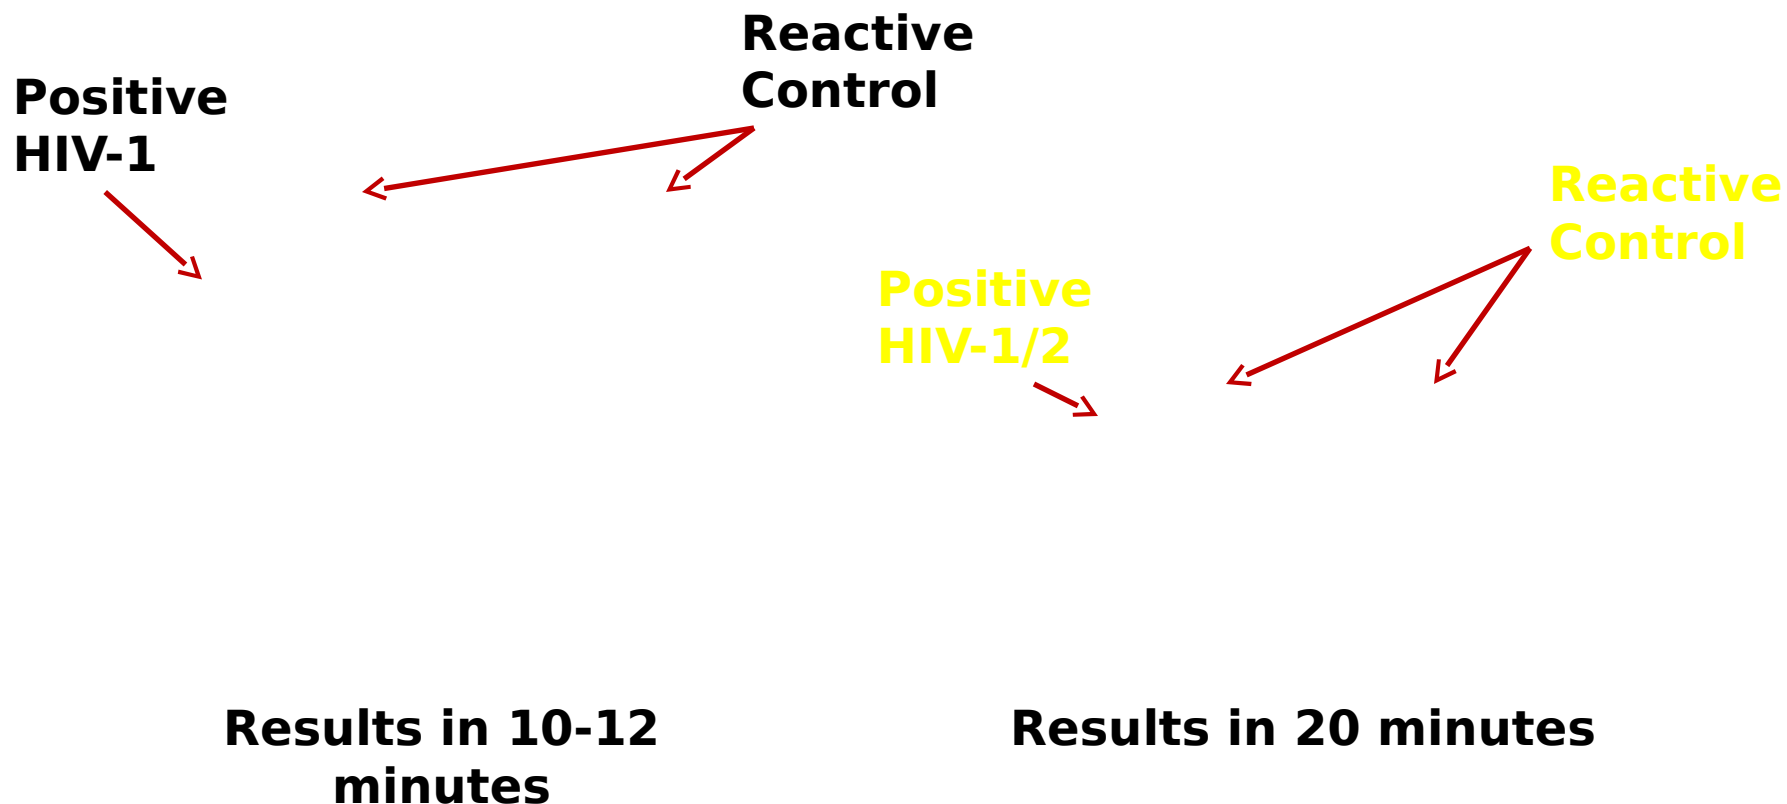 Reactive
Control
Positive
HIV-1
Reactive
Control
Positive
HIV-1/2
Results in 10-12
minutes
Results in 20 minutes